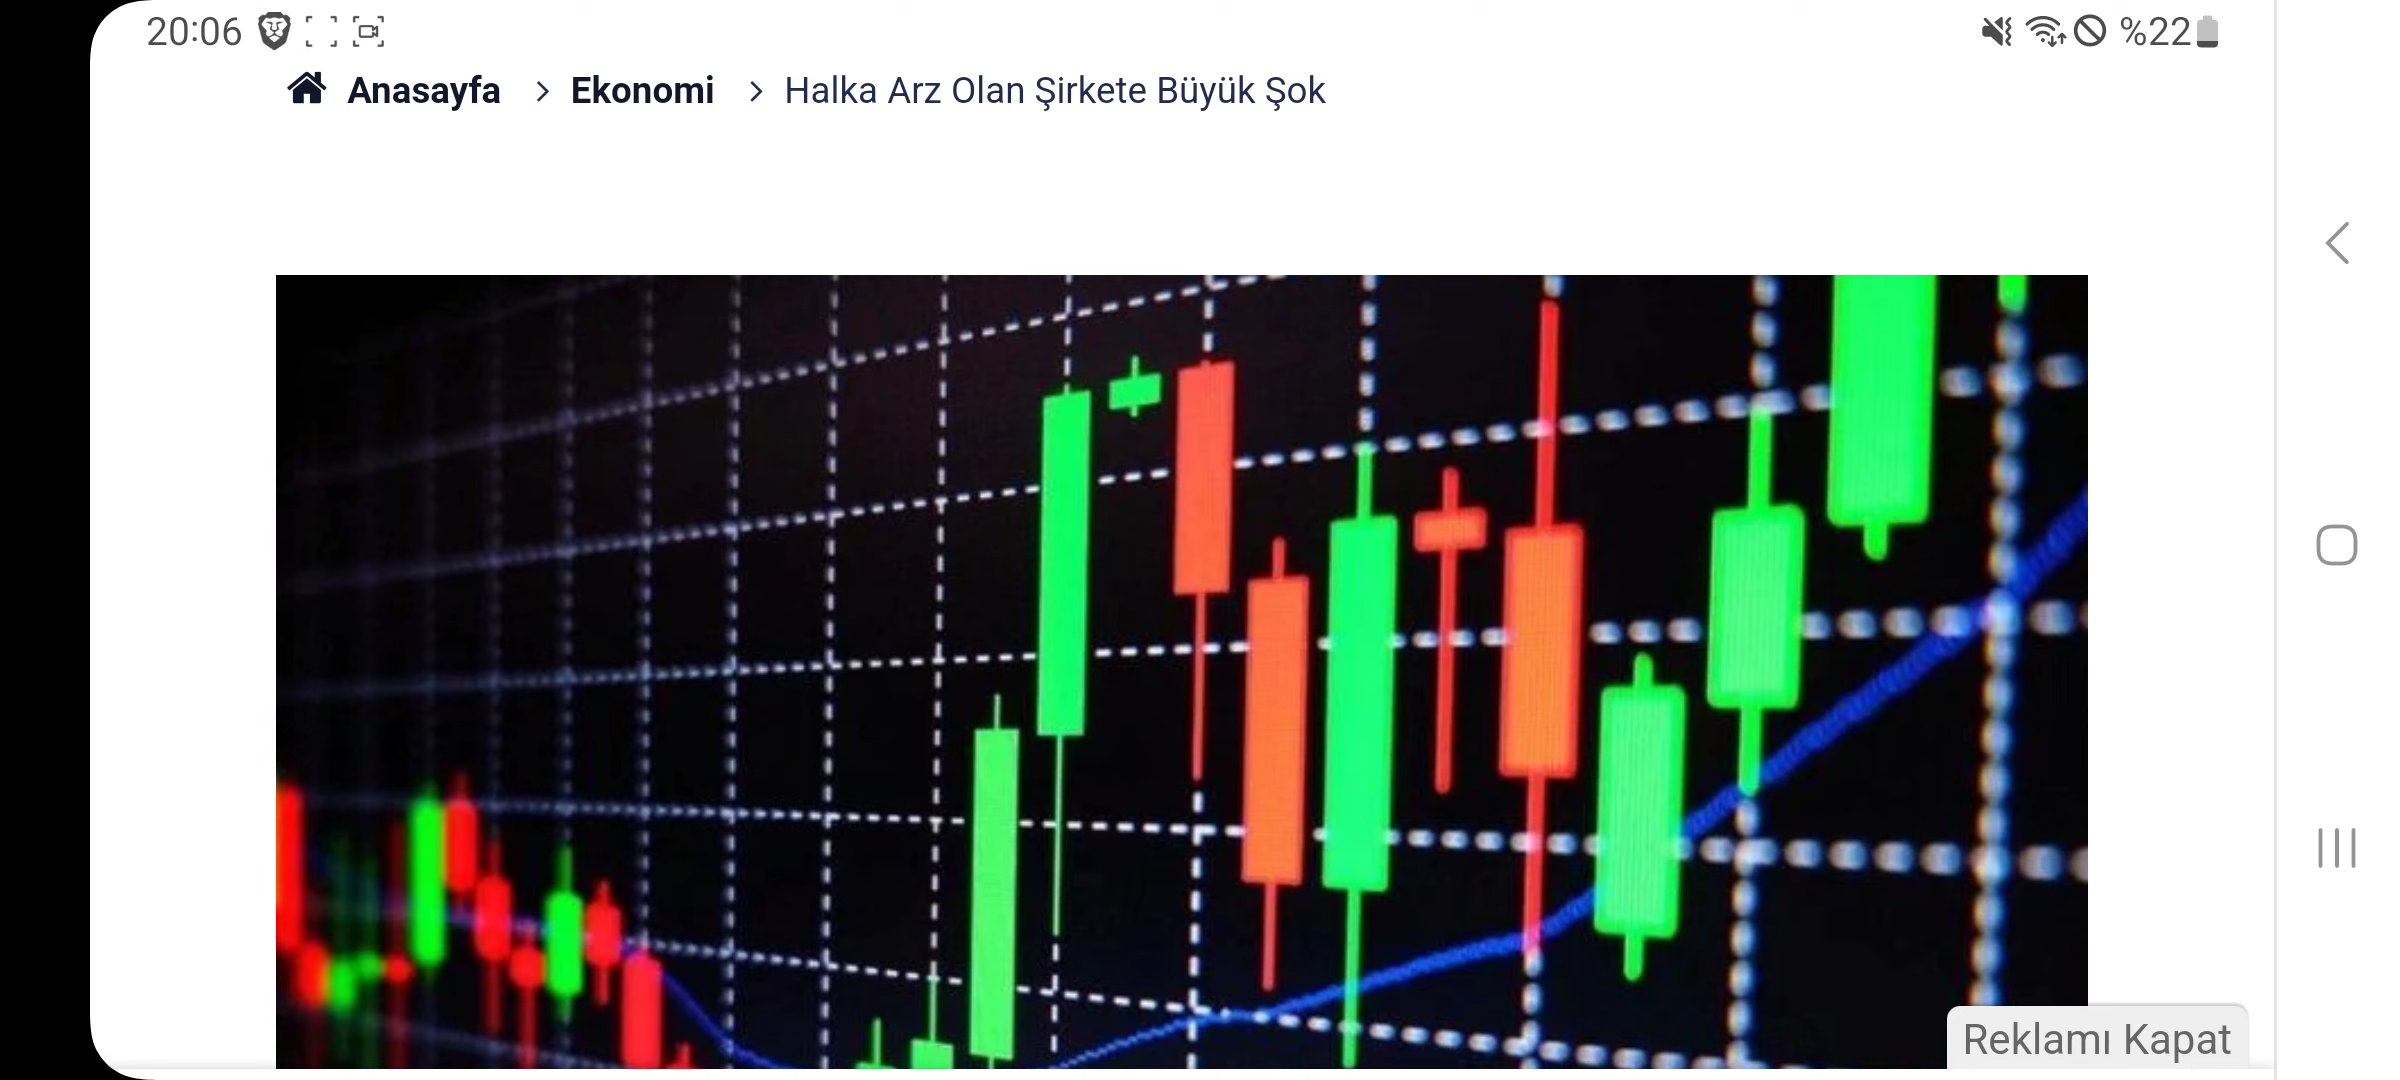 20:06 %22
Anasayfa > Ekonomi > Halka Arz Olan Şirkete Büyük Şok
Reklamı Kapat